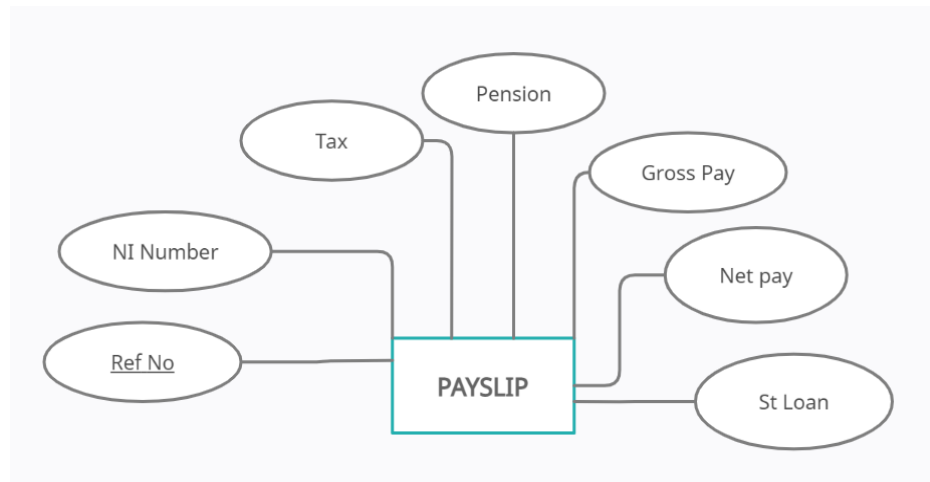 Pension
Tax
Gross Pay
NI Number
Net pay
Ref No
PAYSLIP
St Loan